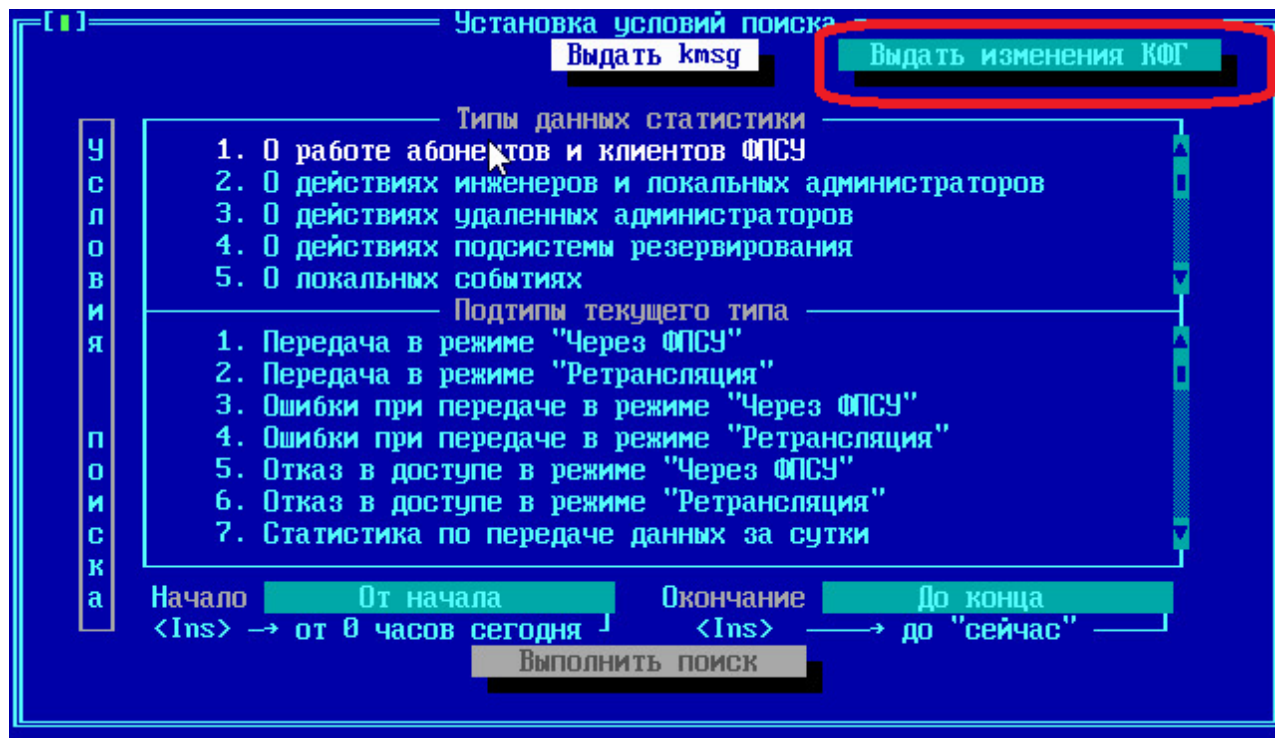 Установка условий поиска
Выдать kmsg
Выдать изменения КФГ
Условия поиска
Типы данных статистики
1. О работе абонентов и клиентов ФПСУ
2. О действиях инженеров и локальных администраторов
3. О действиях удаленных администраторов
4. О действиях подсистемы резервирования
5. О локальных событиях
Подтипы текущего типа
1. Передача в режиме "Через ФПСУ"
2. Передача в режиме "Ретрансляция"
3. Ошибки при передаче в режиме "Через ФПСУ"
4. Ошибки при передаче в режиме "Ретрансляция"
5. Отказ в доступе в режиме "Через ФПСУ"
6. Отказ в доступе в режиме "Ретрансляция"
7. Статистика по передаче данных за сутки
Начало От начала Окончание До конца
<Ins> → от 0 часов сегодня <Ins> → до "сейчас"
Выполнить поиск